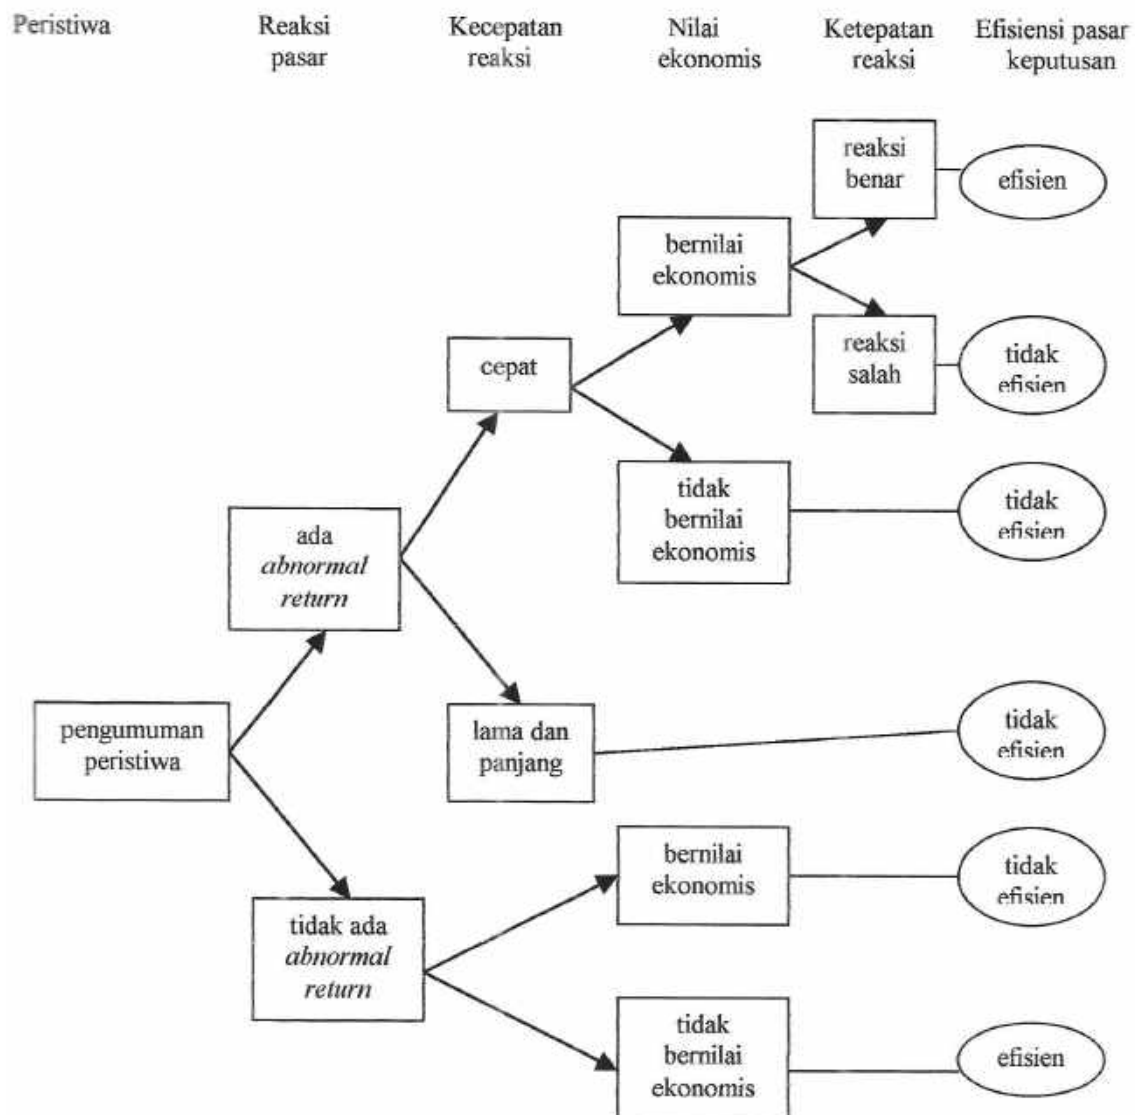 Peristiwa
Reaksi
pasar
Kecepatan
reaksi
Nilai
ekonomis
Ketepatan
reaksi
Efisiensi pasar
keputusan
reaksi
benar
efisien
bernilai
ekonomis
reaksi
salah
tidak
efisien
cepat
tidak
bernilai
ekonomis
tidak
efisien
ada
abnormal
return
pengumuman
peristiwa
lama dan
panjang
tidak
efisien
bernilai
ekonomis
tidak
efisien
tidak ada
abnormal
return
tidak
bernilai
ekonomis
efisien